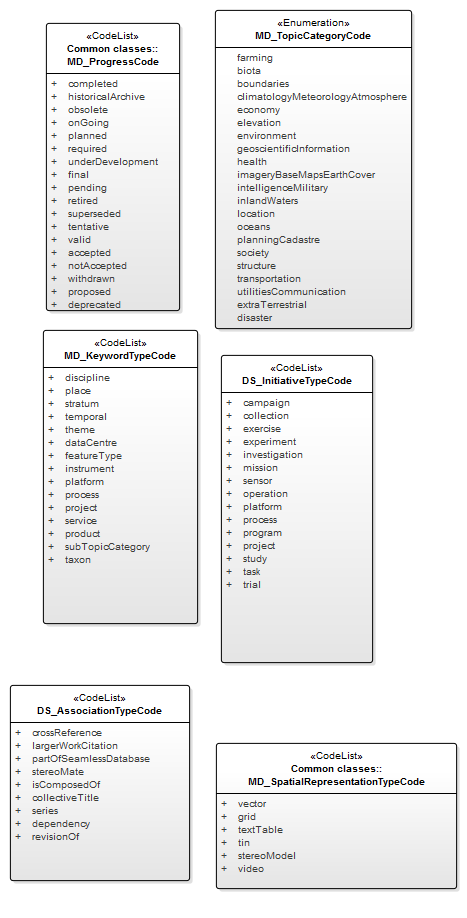 «CodeList»
Common classes::
MD_ProgressCode
+ completed
+ historicalArchive
+ obsolete
+ onGoing
+ planned
+ required
+ underDevelopment
+ final
+ pending
+ retired
+ superseded
+ tentative
+ valid
+ accepted
+ notAccepted
+ withdrawn
+ proposed
+ deprecated
«Enumeration»
MD_TopicCategoryCode
farming
biota
boundaries
climatologyMeteorologyAtmosphere
economy
elevation
environment
geoscientificInformation
health
imageryBaseMapsEarthCover
intelligenceMilitary
inlandWaters
location
oceans
planningCadastre
society
structure
transportation
utilitiesCommunication
extraTerrestrial
disaster
«CodeList»
MD_KeywordTypeCode
+ discipline
+ place
+ stratum
+ temporal
+ theme
+ dataCentre
+ featureType
+ instrument
+ platform
+ process
+ project
+ service
+ product
+ subTopicCategory
+ taxon
«CodeList»
DS_InitiativeTypeCode
+ campaign
+ collection
+ exercise
+ experiment
+ investigation
+ mission
+ sensor
+ operation
+ platform
+ process
+ program
+ project
+ study
+ task
+ trial
«CodeList»
DS_AssociationTypeCode
+ crossReference
+ largerWorkCitation
+ partOfSeamlessDatabase
+ stereoMate
+ isComposedOf
+ collectiveTitle
+ series
+ dependency
+ revisionOf
«CodeList»
Common classes::
MD_SpatialRepresentationTypeCode
+ vector
+ grid
+ textTable
+ tin
+ stereoModel
+ video